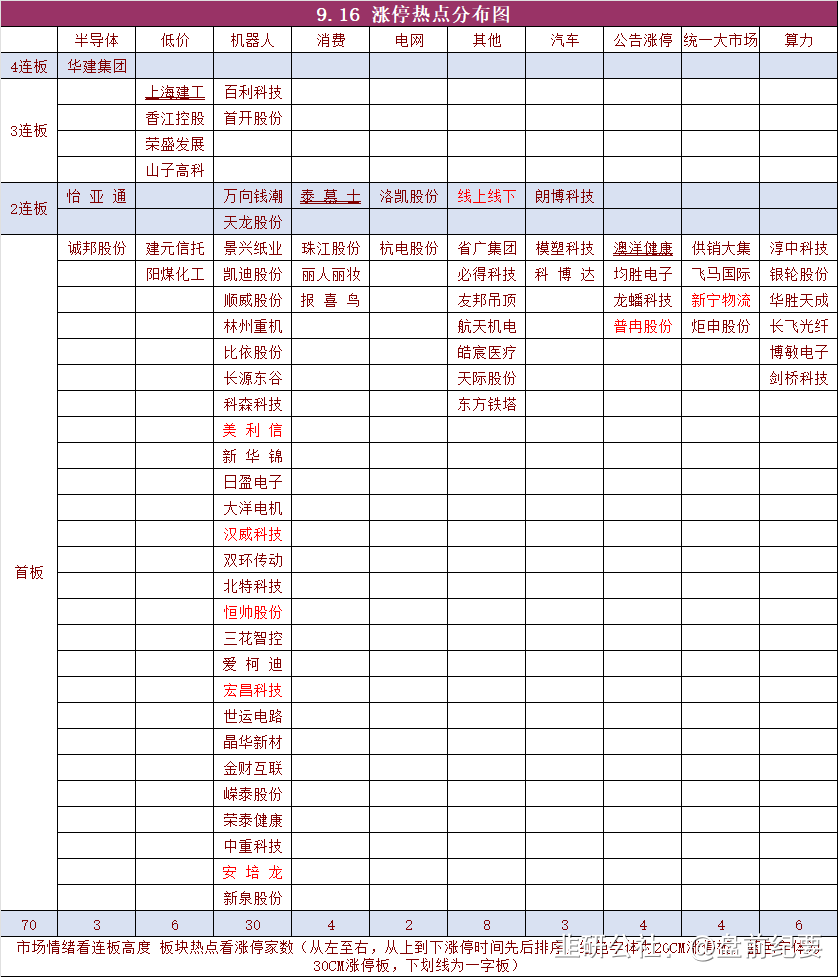 9.16 涨停热点分布图
半导体 低价 机器人 消费 电网 其他 汽车 公告涨停 统一大市场 算力
4连板 华建集团
上海建工 百利科技
香江控股 首开股份
3连板
荣盛发展
山子高科
怡亚通 万向钱潮 泰慕士 洛凯股份 线上线下 朗博科技
2连板
天龙股份
诚邦股份 建元信托 景兴纸业 珠江股份 杭电股份 省广集团 模塑科技 澳洋健康 供销大集 淳中科技
阳煤化工 凯迪股份 丽人丽妆 必得科技 科博达 均胜电子 飞马国际 银轮股份
顺威股份 报喜鸟 友邦吊顶 龙蟠科技 新宁物流 华胜天成
林州重机 航天机电 普冉股份 炬申股份 长飞光纤
比依股份 皓宸医疗 博敏电子
长源东谷 天际股份 剑桥科技
科森科技 东方铁塔
美利信
新华锦
日盈电子
大洋电机
汉威科技
双环传动
首板
北特科技
恒帅股份
三花智控
爱柯迪
宏昌科技
世运电路
晶华新材
金财互联
嵘泰股份
荣泰健康
中重科技
安培龙
新泉股份
70 3 6 30 4 2 8 3 4 4 6
市场情绪看连板高度 板块热点看涨停家数（从左至右，从上到下涨停时间先后排序，
30CM涨停板，下划线为一字板）
韭研公社：@盘前纪要